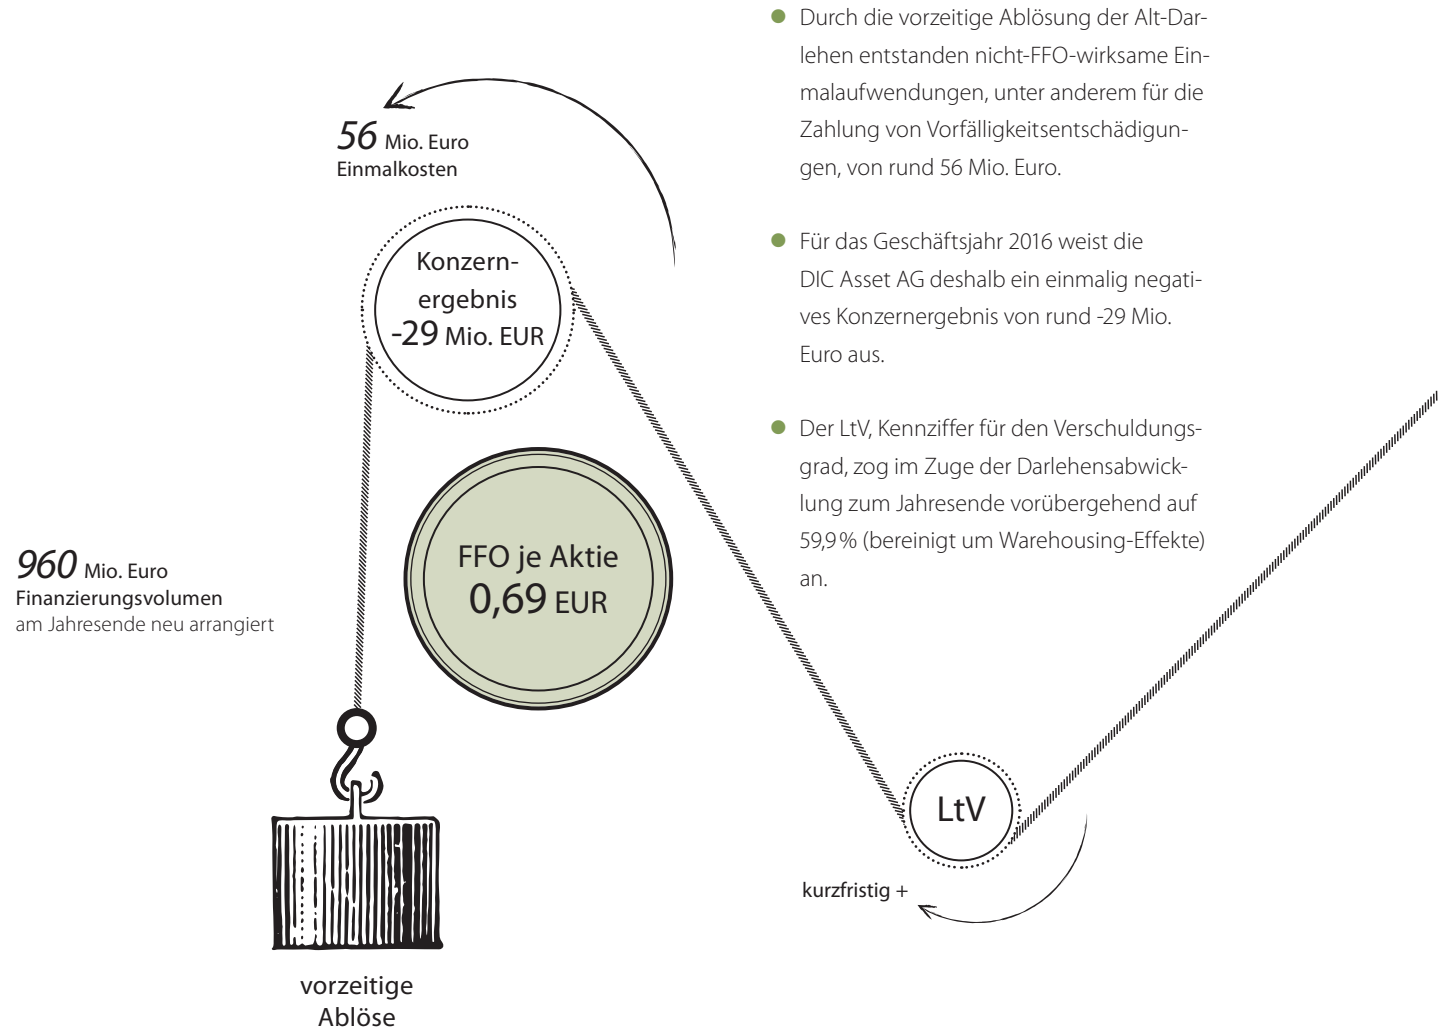 56 Mio. Euro
Einmalkosten
Konzern-
ergebnis
-29 Mio. EUR
FFO je Aktie
0,69 EUR
960 Mio. Euro
Finanzierungsvolumen
am Jahresende neu arrangiert
vorzeitige
Ablöse
LtV
kurzfristig +
Durch die vorzeitige Ablösung der Alt-Dar-
lehen entstanden nicht-FFO-wirksame Ein-
malaufwendungen, unter anderem für die
Zahlung von Vorfälligkeitsentschädigun-
gen, von rund 56 Mio. Euro.
Für das Geschäftsjahr 2016 weist die
DIC Asset AG deshalb ein einmalig negati-
ves Konzernergebnis von rund -29 Mio.
Euro aus.
Der LtV, Kennziffer für den Verschuldungs-
grad, zog im Zuge der Darlehensabwick-
lung zum Jahresende vorübergehend auf
59,9 % (bereinigt um Warehousing-Effekte)
an.